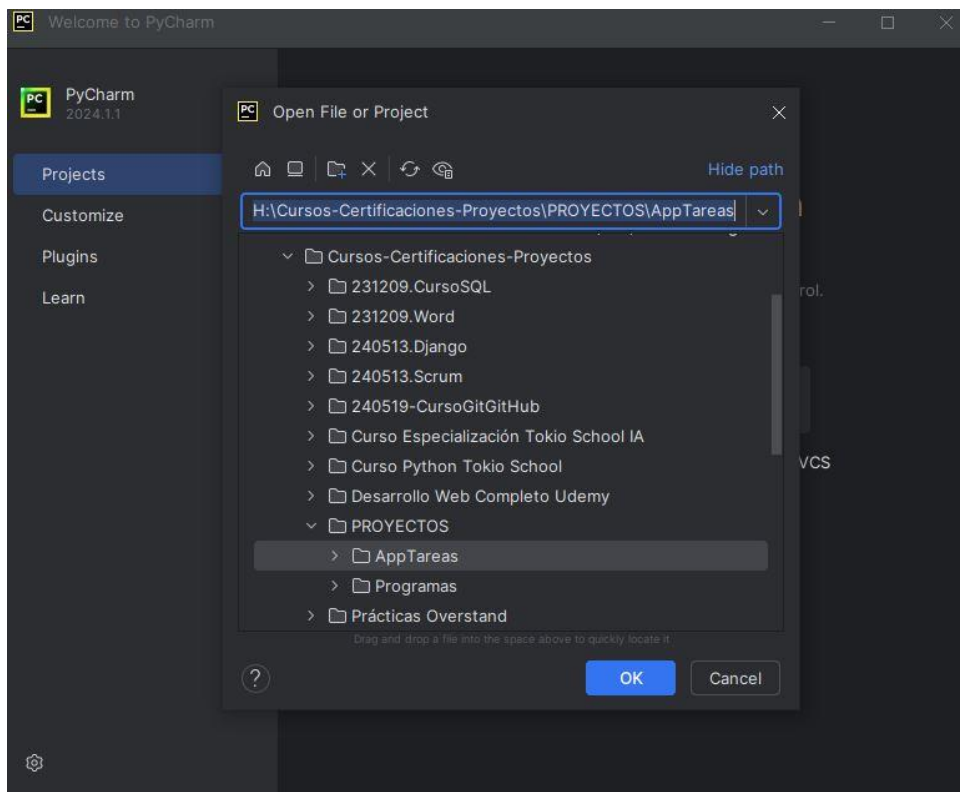 Welcome to PyCharm
PyCharm
2024.1.1
Projects
Customize
Plugins
Learn
Open File or Project
Hide path
H:\Cursos-Certificaciones-Proyectos\PROYECTOS\AppTareas
Cursos-Certificaciones-Proyectos
231209.CursoSQL
231209.Word
240513.Django
240513.Scrum
240519-CursoGitGitHub
Curso Especialización Tokio School IA
Curso Python Tokio School
Desarrollo Web Completo Udemy
PROYECTOS
AppTareas
Programas
Prácticas Overstand
Drag and drop a file into the space above to quickly locate it
OK
Cancel
rol.
VCS